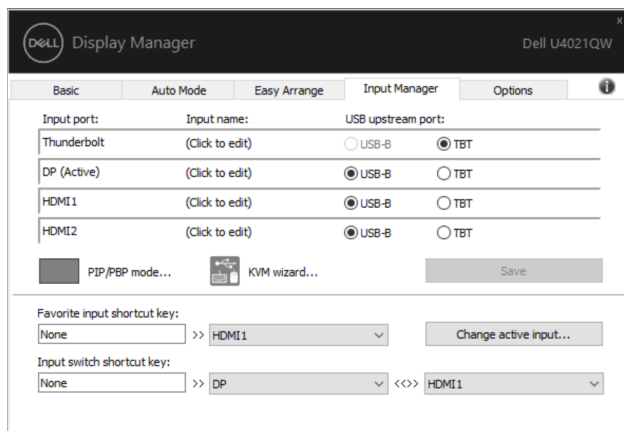 DELL Display Manager Dell U4021QW
Basic Auto Mode Easy Arrange Input Manager Options
Input port: Input name: USB upstream port:
Thunderbolt (Click to edit) USB-B TBT
DP (Active) (Click to edit) USB-B TBT
HDMI1 (Click to edit) USB-B TBT
HDMI2 (Click to edit) USB-B TBT
PIP/PBP mode... KVM wizard... Save
Favorite input shortcut key:
None >> HDMI1 Change active input...
Input switch shortcut key:
None >> DP <<>> HDMI1